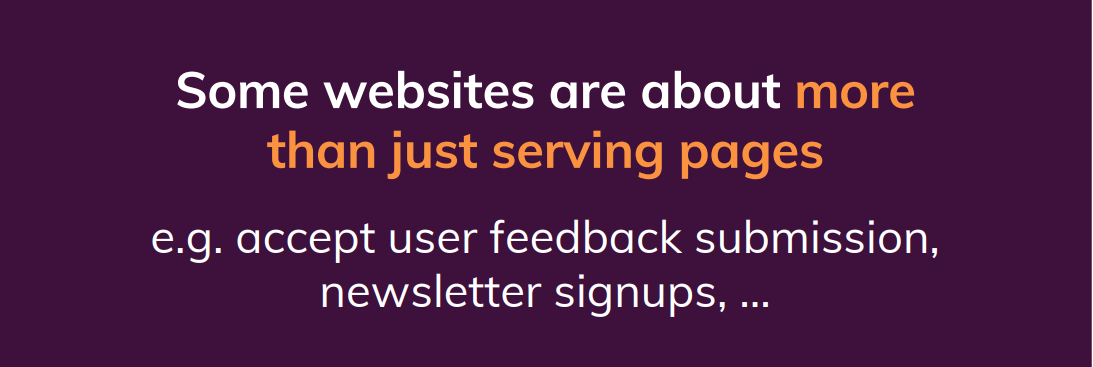 Some websites are about more
than just serving pages
e.g. accept user feedback submission,
newsletter signups, ...